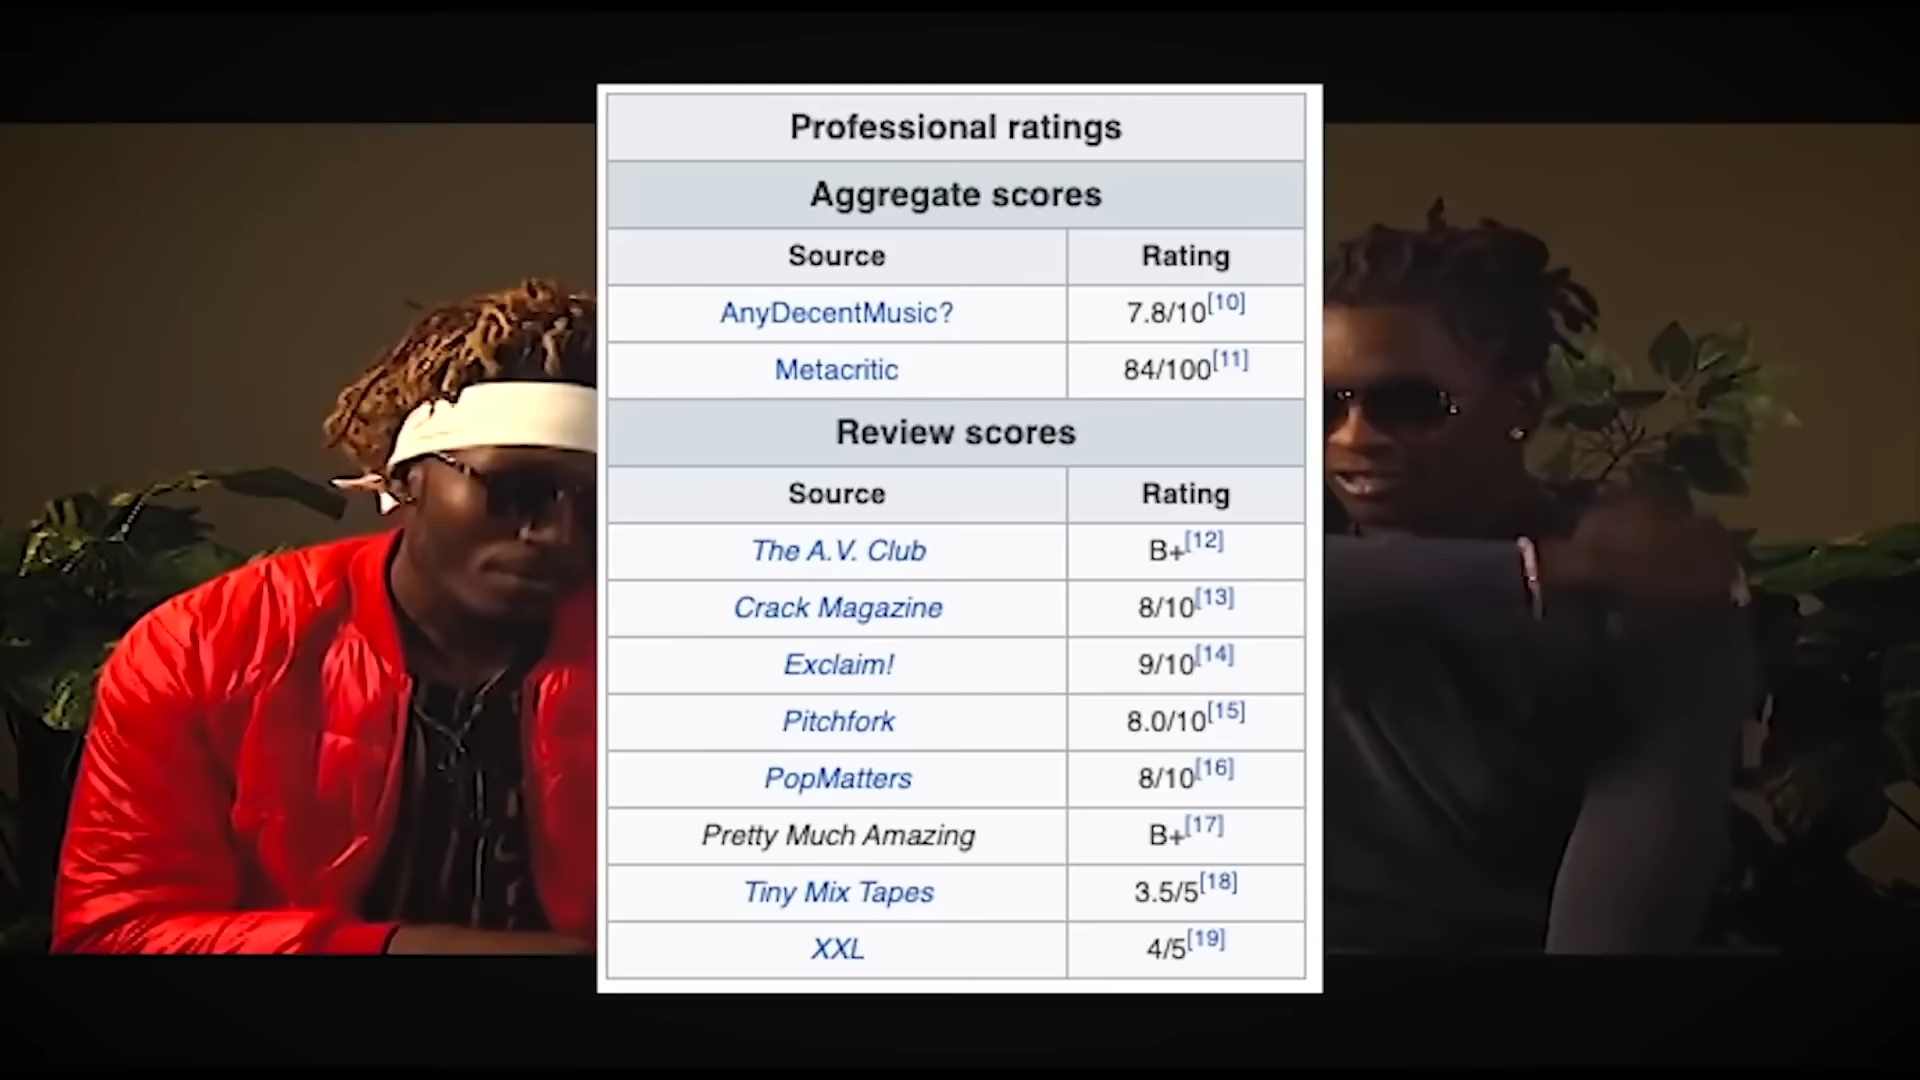 Professional ratings
Aggregate scores
Source Rating
AnyDecentMusic? 7.8/10[10]
Metacritic 84/100[11]
Review scores
Source Rating
The A.V. Club B+[12]
Crack Magazine 8/10[13]
Exclaim! 9/10[14]
Pitchfork 8.0/10[15]
PopMatters 8/10[16]
Pretty Much Amazing B+[17]
Tiny Mix Tapes 3.5/5[18]
XXL 4/5[19]